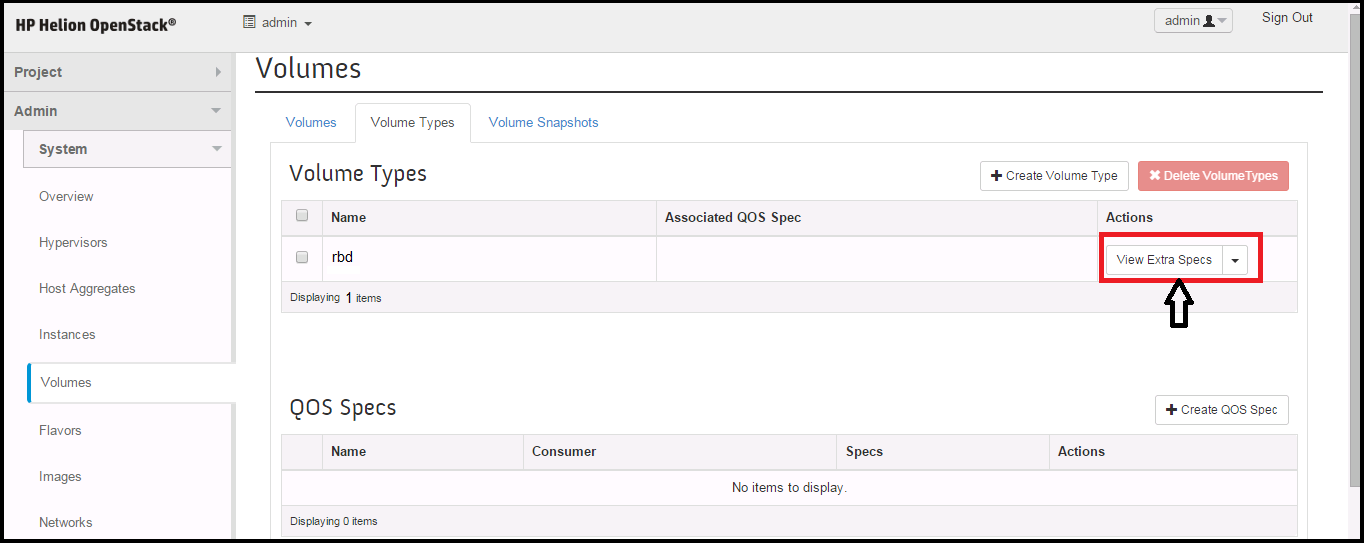 HP Helion OpenStack®
admin
admin
Sign Out
Project
Admin
System
Overview
Hypervisors
Host Aggregates
Instances
Volumes
Flavors
Images
Networks
Volumes
Volumes
Volume Types
Volume Snapshots
Volume Types
Create Volume Type
Delete VolumeTypes
Name
Associated QOS Spec
Actions
rbd
View Extra Specs
Displaying 1 items
QOS Specs
Create QOS Spec
Name
Consumer
Specs
Actions
No items to display.
Displaying 0 items